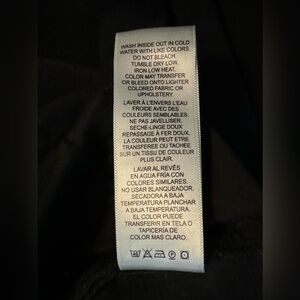 WASH INSIDE OUT IN COLD
WATER WITH LIKE COLORS
DO NOT BLEACH.
TUMBLE DRY LOW.
IRON LOW HEAT.
COLOR MAY TRANSFER
OR BLEED ONTO LIGHTER
COLORED FABRIC OR
UPHOLSTERY.
LAVER À L'ENVERS L'EAU
FROIDE AVEC DES
COULEURS SEMBLABLES.
NE PAS JAVELLISER.
SECHE-LINGE DOUX
REPASSAGE À FER DOUX.
LA COULEUR PEUT ETRE
TRANSFEREE OU TACHEE
SUR UN TISSU DE COULEUR
PLUS CLAIR.
LAVAR AL REVÉS
EN AGUA FRÍA CON
COLORES SIMILARES.
NO USAR BLANQUEADOR.
SECADORA A BAJA
TEMPERATURA PLANCHAR
A BAJA TEMPERATURA.
EL COLOR PUEDE
TRANSFERIR EN TELA O
TAPICERÍA DE
COLOR MAS CLARO.